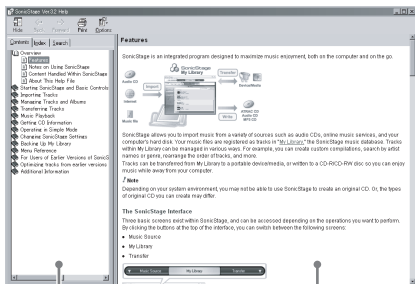 SonicStage Ver.3.2 Help
Hide Back Forward Print Options
Contents Index Search
Overview
Features
Notes on Using SonicStage
Content Handled Within SonicStage
About This Help File
Starting SonicStage and Basic Controls
Importing Tracks
Managing Tracks and Albums
Transferring Tracks
Music Playback
Getting CD Information
Operating in Simple Mode
Changing SonicStage Settings
Backing Up My Library
Menu Reference
For Users of Earlier Versions of SonicS
Optimizing tracks from earlier versions
Additional Information
Features
SonicStage is an integrated program designed to maximize music enjoyment, both on the computer and on the go.
SonicStage
My Library
Audio CD
Import
Internet
Music file
Transfer
Device/Media
Write
ATRAC CD
Audio CD
MP3 CD
SonicStage allows you to import music from a variety of sources such as audio CDs, online music services, and your
computer's hard disk. Your music files are registered as tracks in "My Library," the SonicStage music database. Tracks
within My Library can be managed in various ways. For example, you can create custom compilations, search by artist
names or genre, rearrange the order of tracks, and more.
Tracks can be transferred from My Library to a portable device/media, or written to a CD-R/CD-RW disc so you can enjoy
music while away from your computer.
Note
Depending on your system environment, you may not be able to use SonicStage to create an original CD. Or, the types
of original CD you can create may differ.
The SonicStage Interface
Three basic screens exist within SonicStage, and can be accessed depending on the operations you want to perform.
By clicking the buttons at the top of the interface, you can switch between the following screens:
• Music Source
• My Library
• Transfer
Music Source My Library Transfer